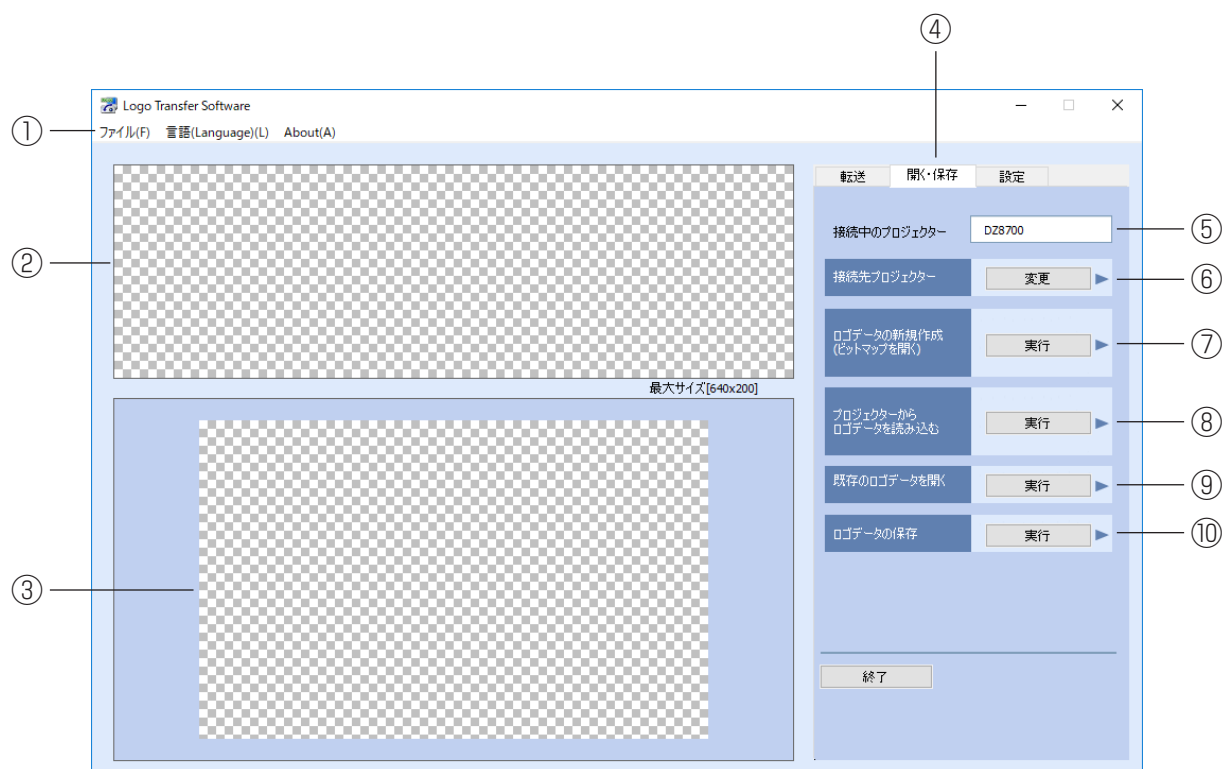 ④
Logo Transfer Software
①
ファイル(F) 言語(Language)(L) About(A)
転送 開く・保存 設定
接続中のプロジェクター DZ8700 ⑤
②
接続先プロジェクター 変更 ⑥
ロゴデータの新規作成
(ビットマップを開く)
実行 ⑦
最大サイズ[640x200]
プロジェクターから
ロゴデータを読み込む
実行 ⑧
既存のロゴデータを開く 実行 ⑨
ロゴデータの保存 実行 ⑩
③
終了